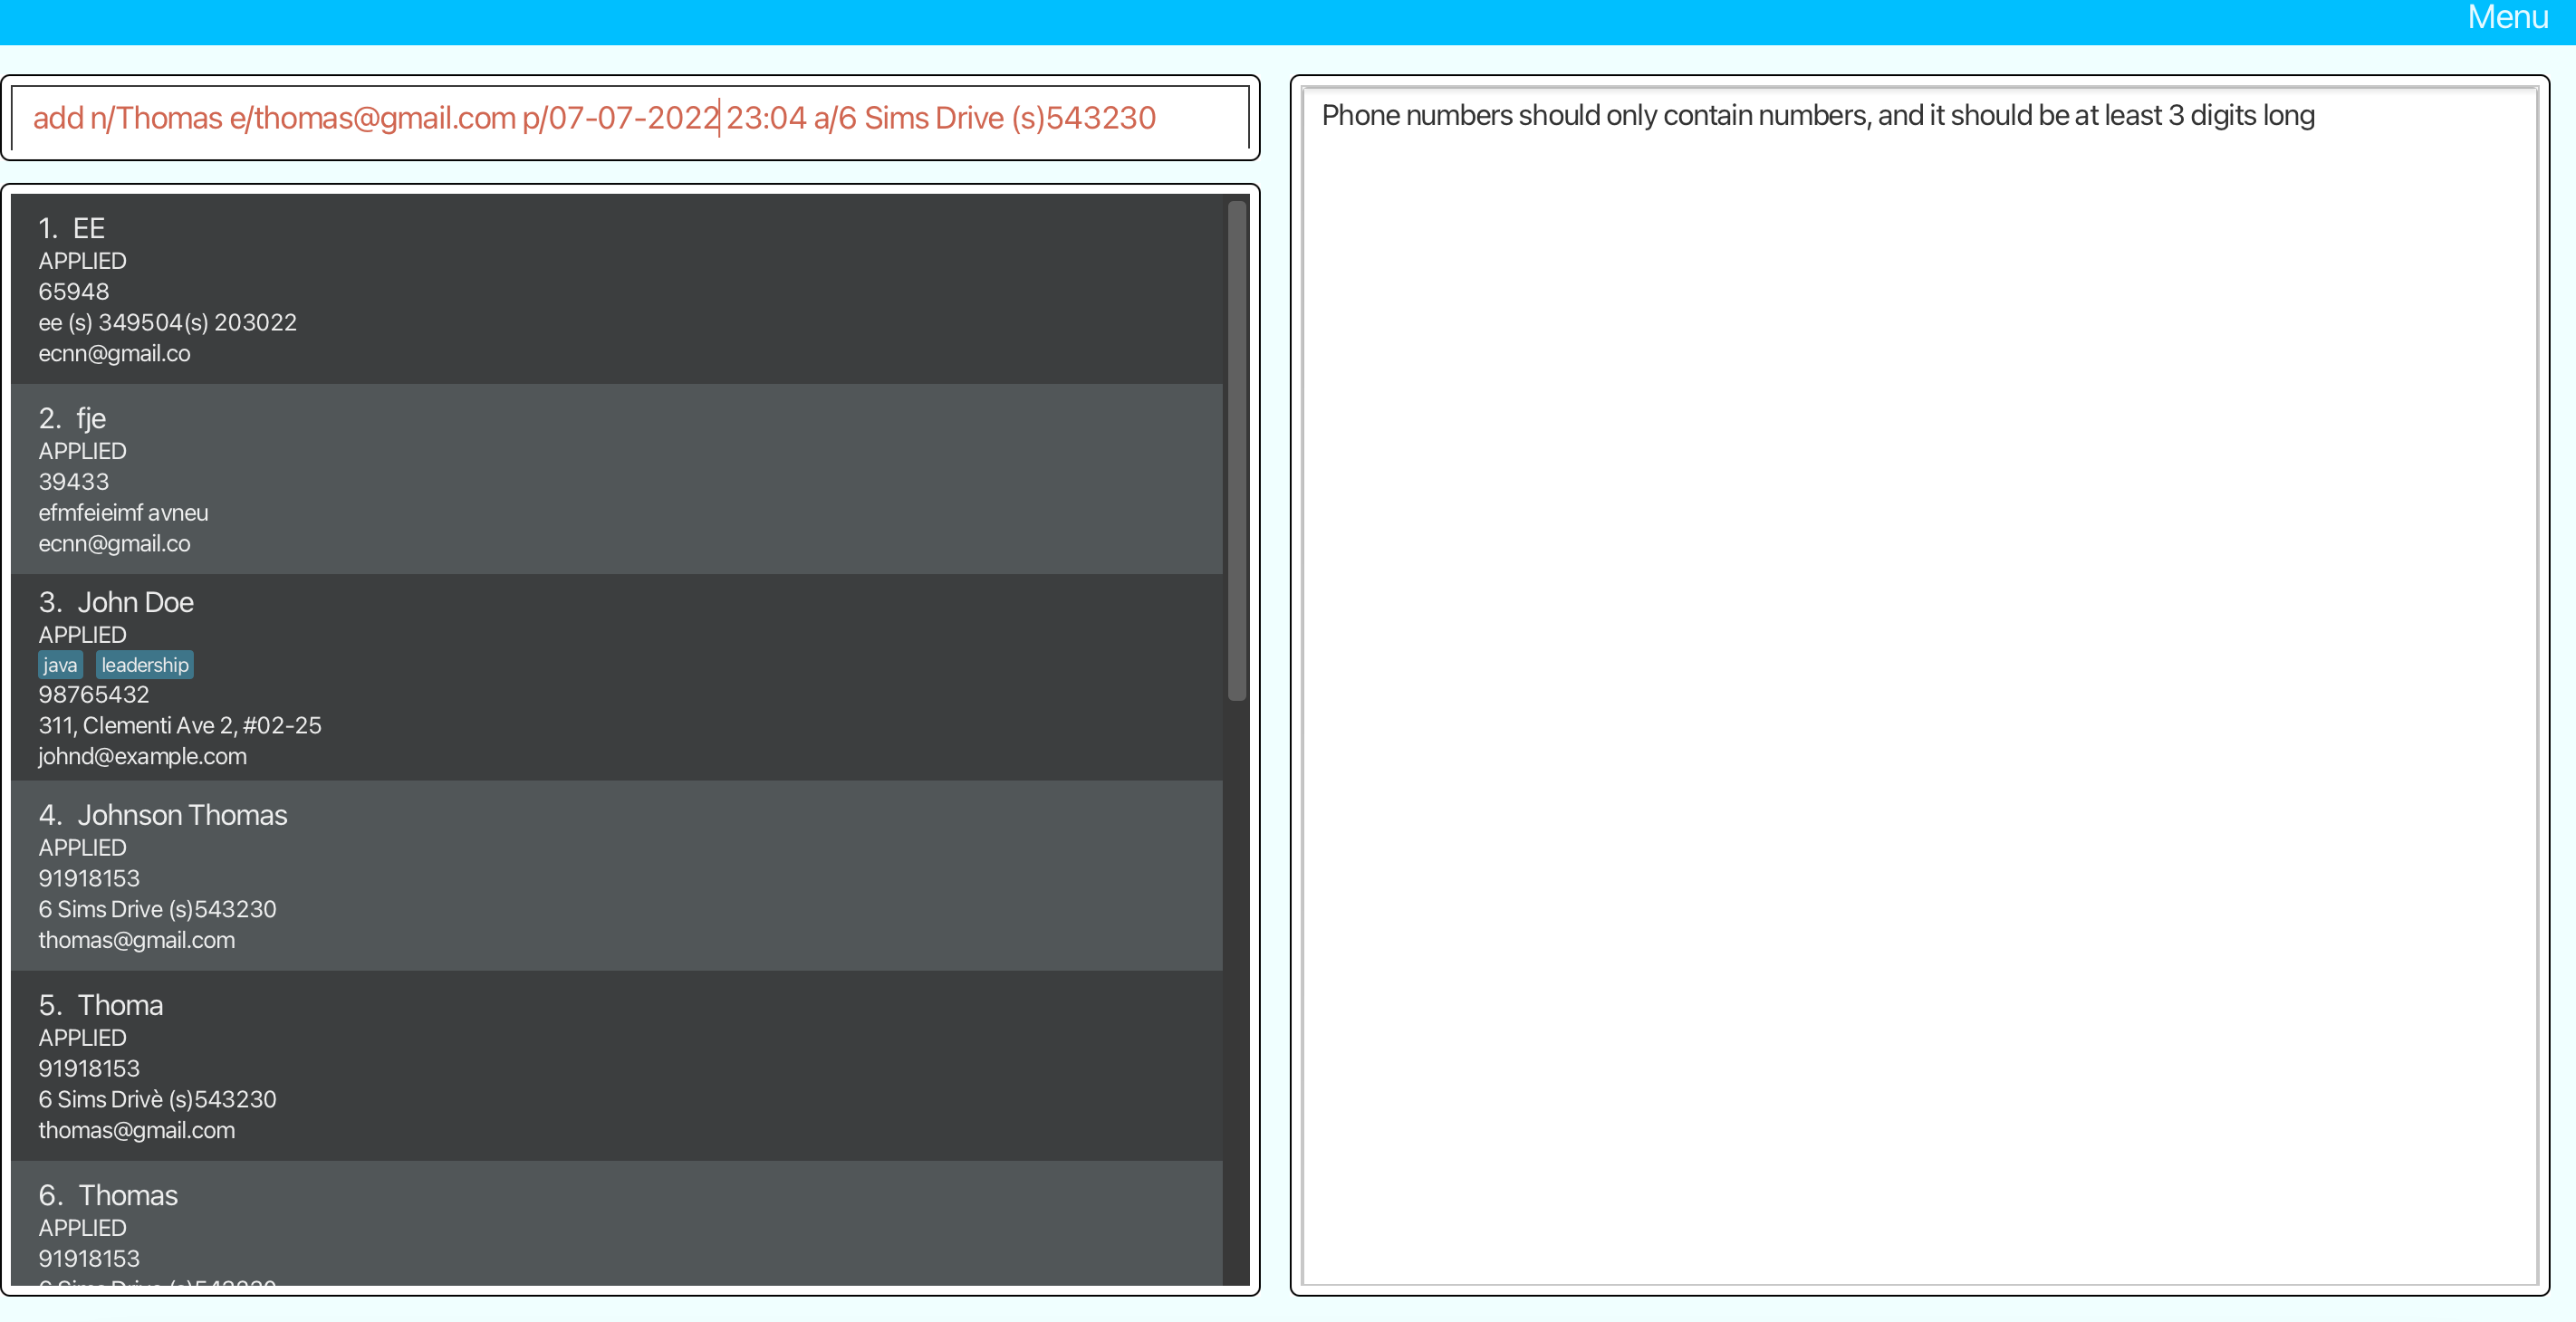 Menu
add n/Thomas e/thomas@gmail.com p/07-07-2022 23:04 a/6 Sims Drive (s)543230
Phone numbers should only contain numbers, and it should be at least 3 digits long
1. EE
APPLIED
65948
ee (s) 349504(s) 203022
ecnn@gmail.co
2. fje
APPLIED
39433
efmfeieimf avneu
ecnn@gmail.co
3. John Doe
APPLIED
java leadership
98765432
311, Clementi Ave 2, #02-25
johnd@example.com
4. Johnson Thomas
APPLIED
91918153
6 Sims Drive (s)543230
thomas@gmail.com
5. Thoma
APPLIED
91918153
6 Sims Drivè (s)543230
thomas@gmail.com
6. Thomas
APPLIED
91918153